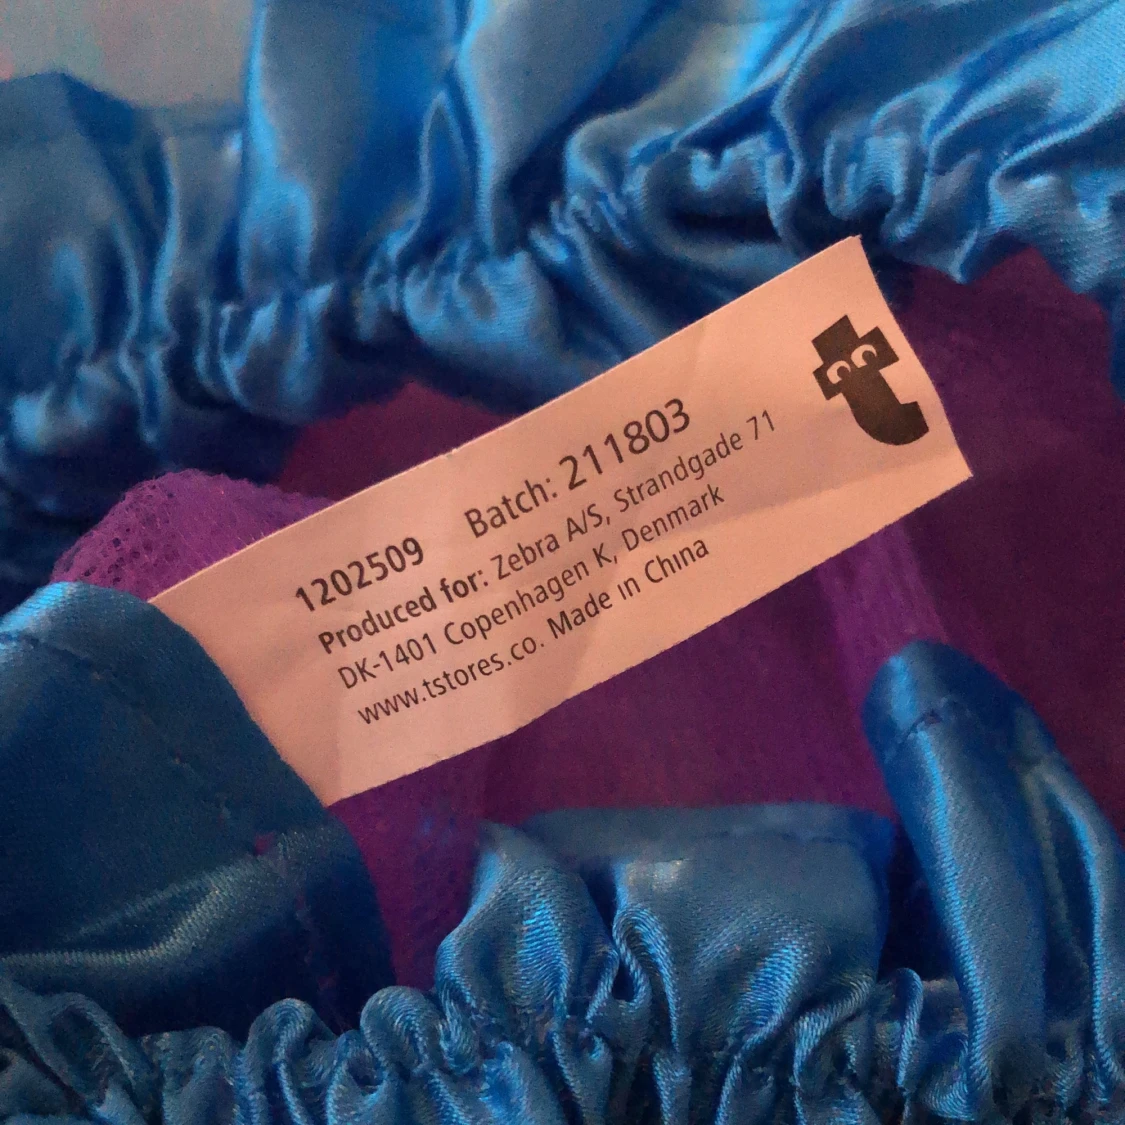 1202509 Batch: 211803
Produced for: Zebra A/S, Strandgade 71
DK-1401 Copenhagen K, Denmark
www.tstores.co. Made in China